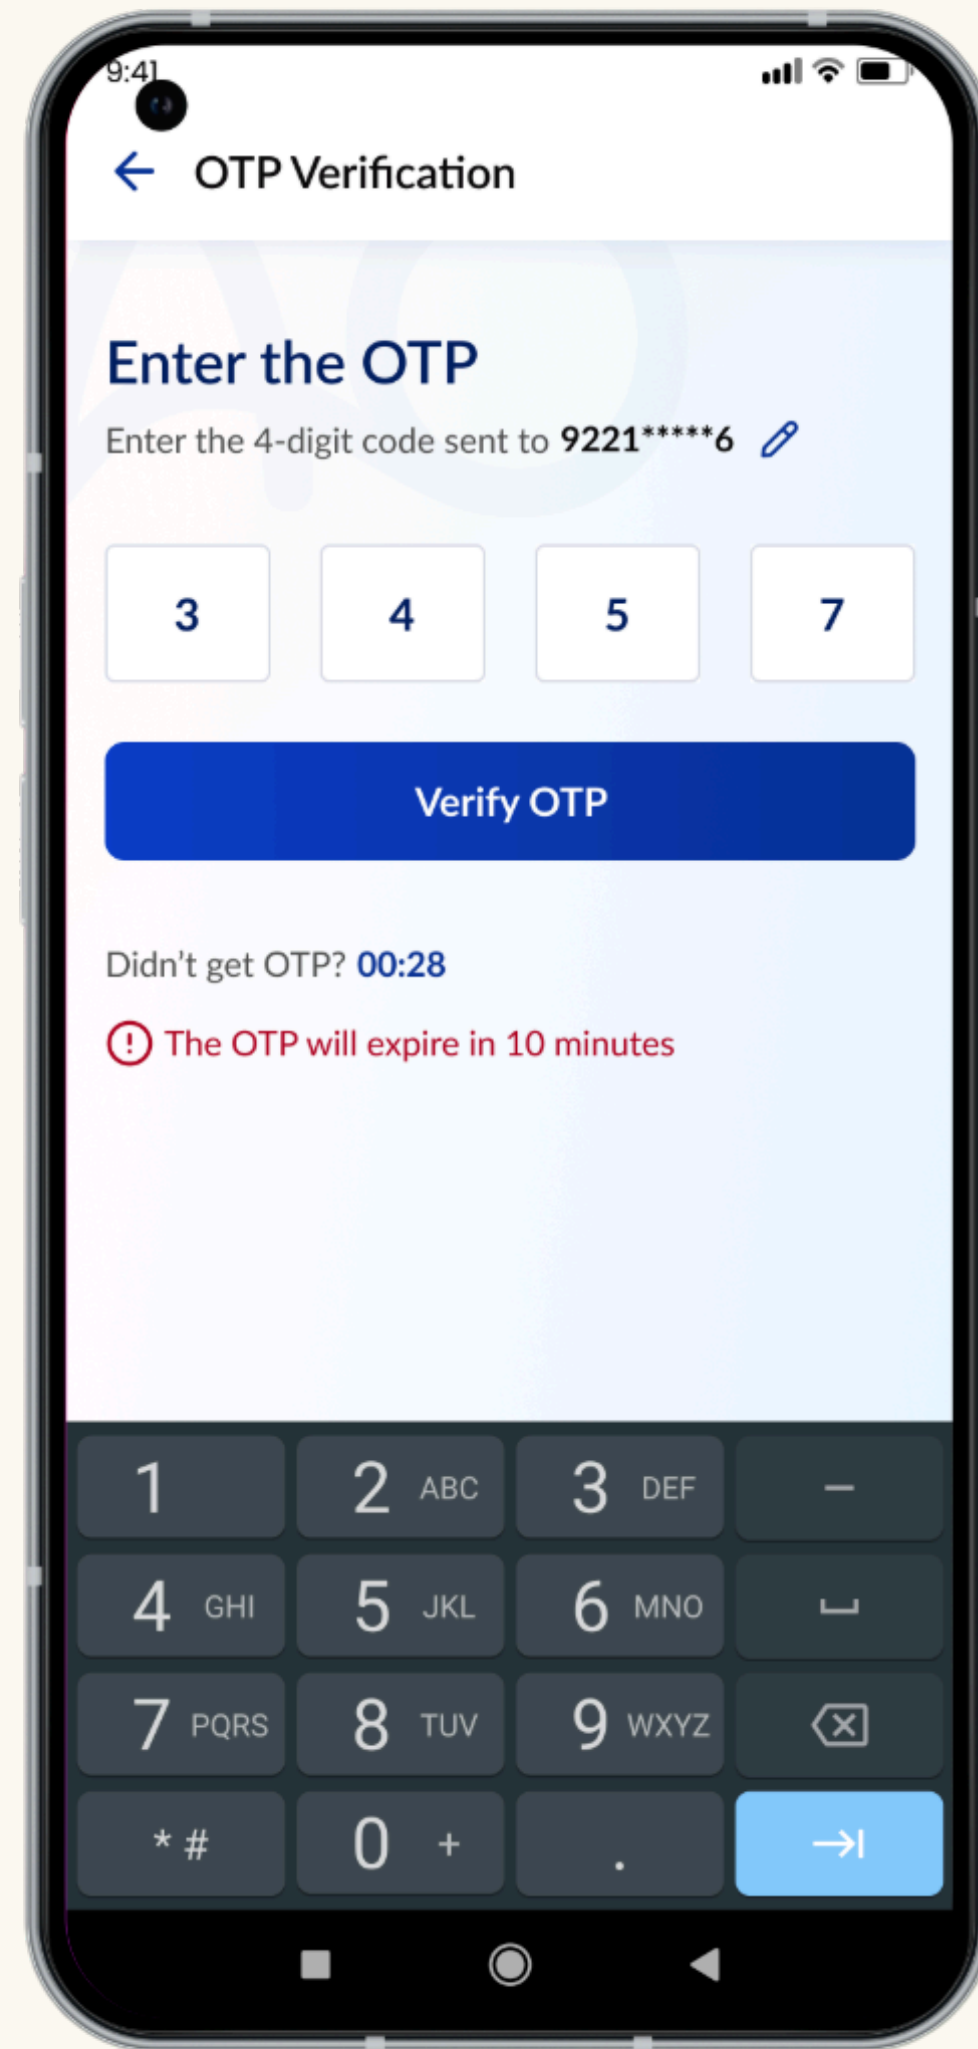 9:41
OTP Verification
Enter the OTP
Enter the 4-digit code sent to 9221*****6
3 4 5 7
Verify OTP
Didn't get OTP? 00:28
The OTP will expire in 10 minutes
1 2 ABC 3 DEF –
4 GHI 5 JKL 6 MNO
7 PQRS 8 TUV 9 WXYZ
* # 0 + .